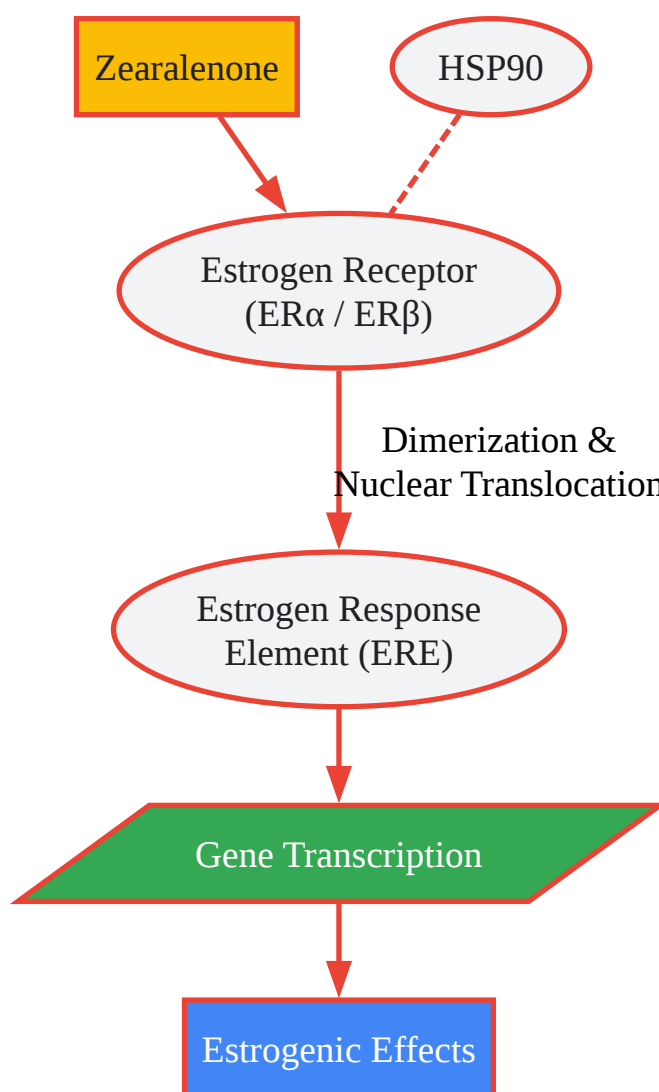 Zearalenone
HSP90
Estrogen Receptor
(ERα / ERβ)
Dimerization &
Nuclear Translocation
Estrogen Response
Element (ERE)
Gene Transcription
Estrogenic Effects